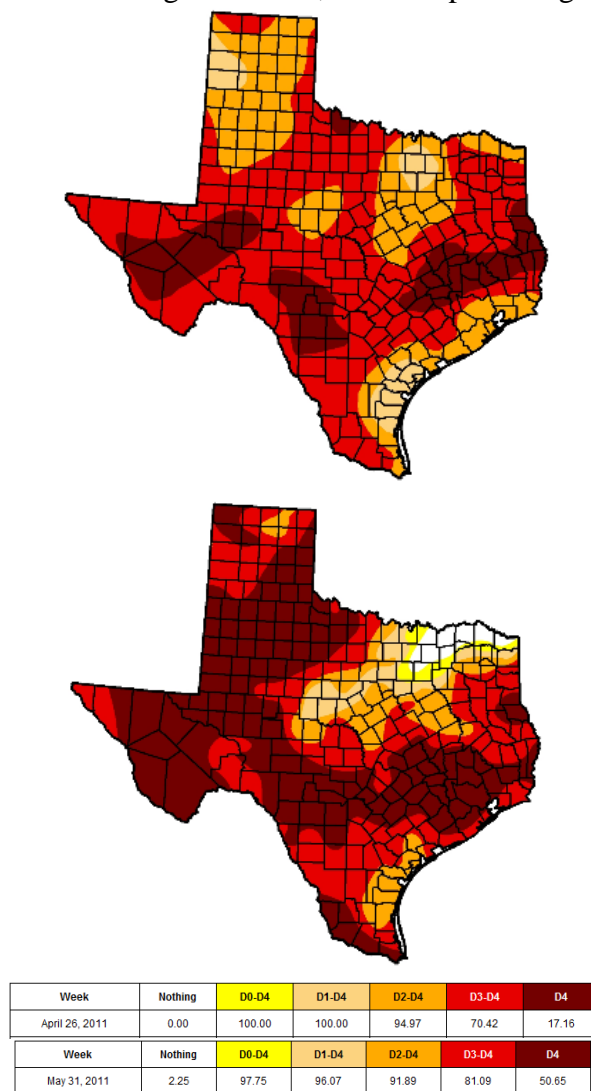 Week Nothing D0-D4 D1-D4 D2-D4 D3-D4 D4
April 26, 2011 0.00 100.00 100.00 94.97 70.42 17.16
Week Nothing D0-D4 D1-D4 D2-D4 D3-D4 D4
May 31, 2011 2.25 97.75 96.07 91.89 81.09 50.65